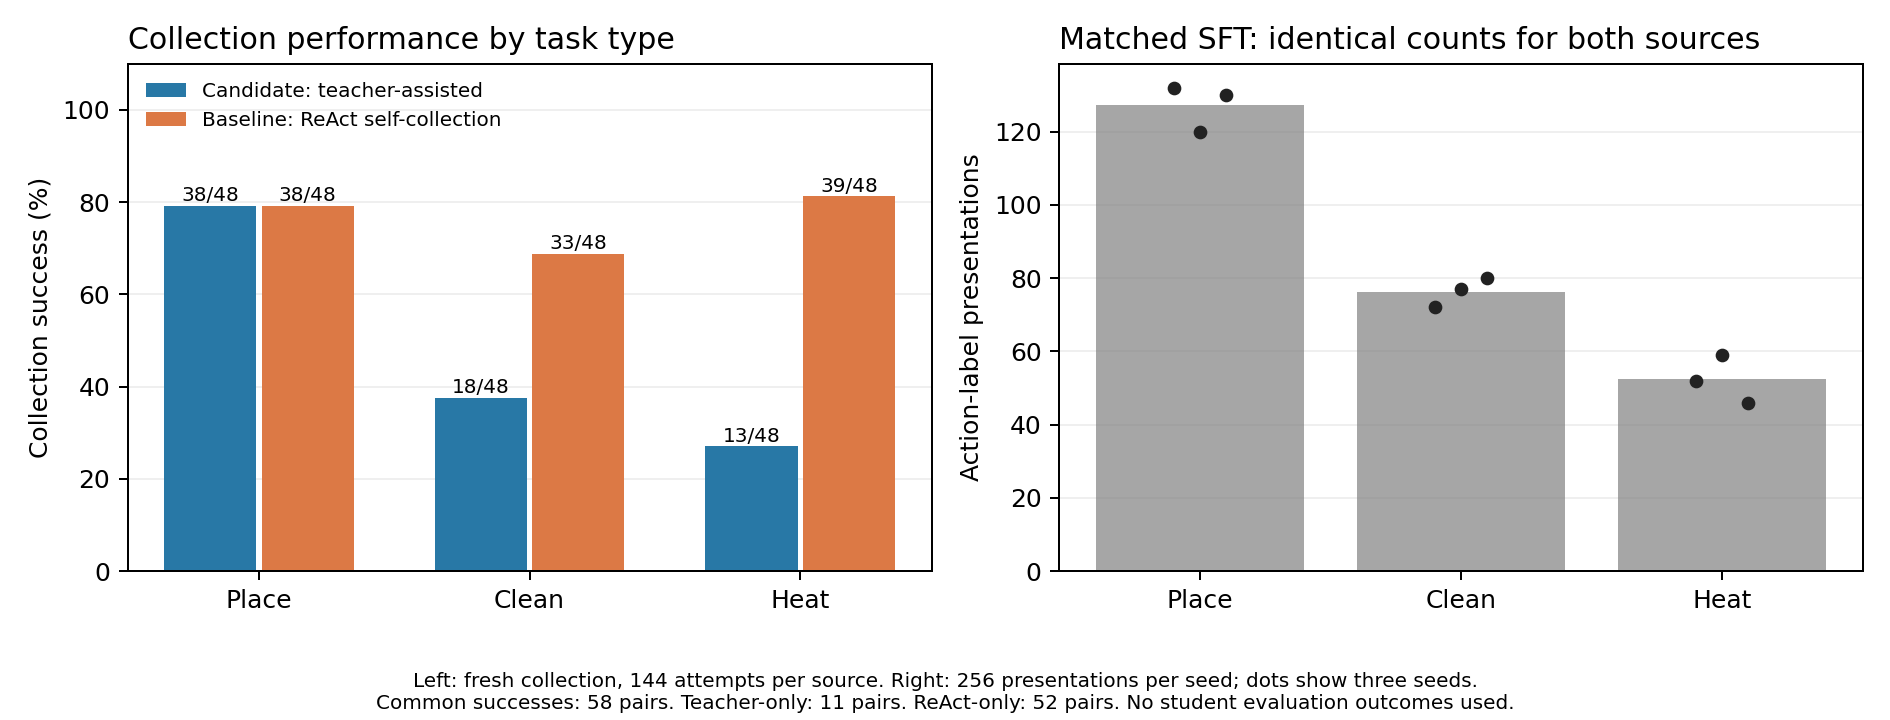 Collection performance by task type
Candidate: teacher-assisted
Baseline: ReAct self-collection
Collection success (%)
100
80
60
40
20
0
38/48
38/48
18/48
33/48
13/48
39/48
Place
Clean
Heat
Matched SFT: identical counts for both sources
Action-label presentations
120
100
80
60
40
20
0
Place
Clean
Heat
Left: fresh collection, 144 attempts per source. Right: 256 presentations per seed; dots show three seeds.
Common successes: 58 pairs. Teacher-only: 11 pairs. ReAct-only: 52 pairs. No student evaluation outcomes used.